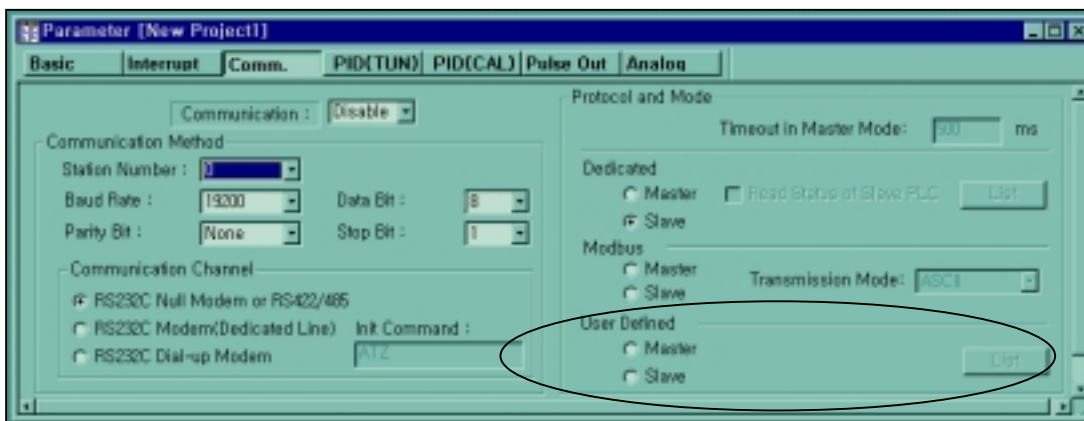 Parameter [New Project1]
Basic Interrupt Comm. PID(TUN) PID(CAL) Pulse Out Analog
Communication : Disable
Communication Method
Station Number : 0
Baud Rate : 19200 Data Bit : 8
Parity Bit : None Stop Bit : 1
Communication Channel
RS232C Null Modem or RS422/485
RS232C Modem(Dedicated Line) Init Command :
RS232C Dial-up Modem ATZ
Protocol and Mode
Timeout in Master Mode: 500 ms
Dedicated
Master Read Status of Slave PLC List
Slave
Modbus
Master Transmission Mode: ASCII
Slave
User Defined
Master List
Slave